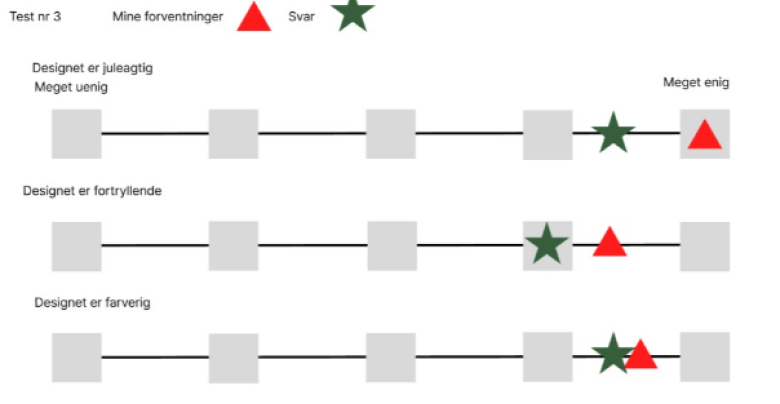 Test nr 3 Mine forventninger Svar
Designet er juleagtig
Meget uenig Meget enig
Designet er fortryllende
Designet er farverig